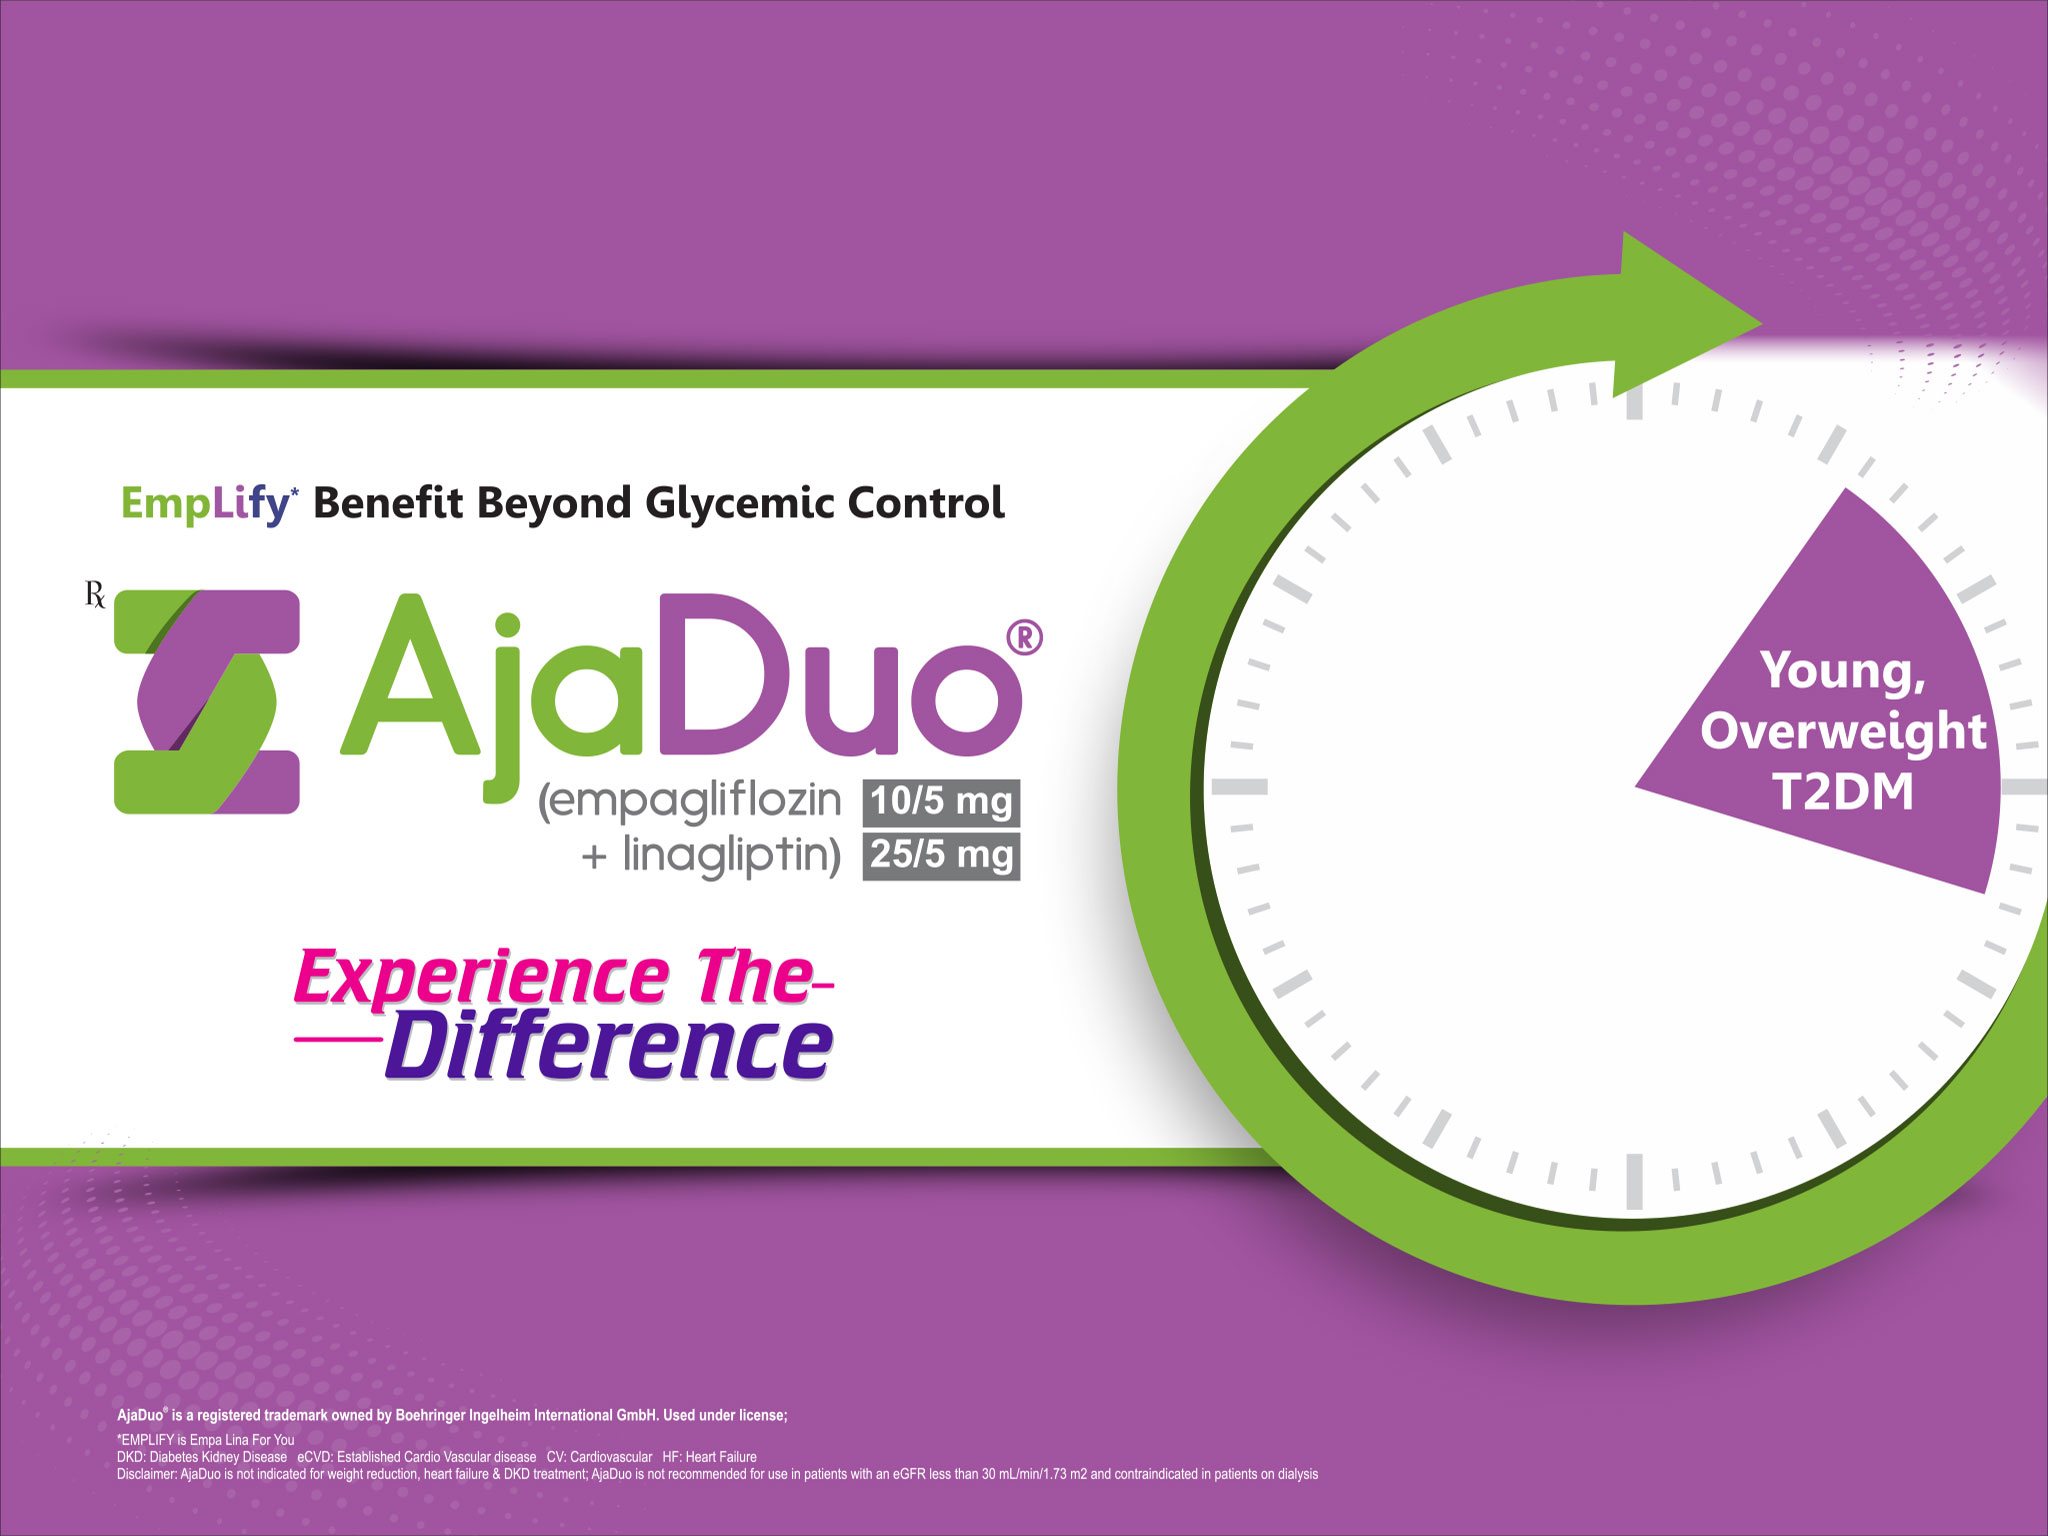 EmpLify* Benefit Beyond Glycemic Control
Rx
AjaDuo®
(empagliflozin 10/5 mg
+ linagliptin) 25/5 mg
Experience The
Difference
Young,
Overweight
T2DM
AjaDuo® is a registered trademark owned by Boehringer Ingelheim International GmbH. Used under license;
*EMPLIFY is Empa Lina For You
DKD: Diabetes Kidney Disease eCVD: Established Cardio Vascular disease CV: Cardiovascular HF: Heart Failure
Disclaimer: AjaDuo is not indicated for weight reduction, heart failure & DKD treatment; AjaDuo is not recommended for use in patients with an eGFR less than 30 mL/min/1.73 m2 and contraindicated in patients on dialysis